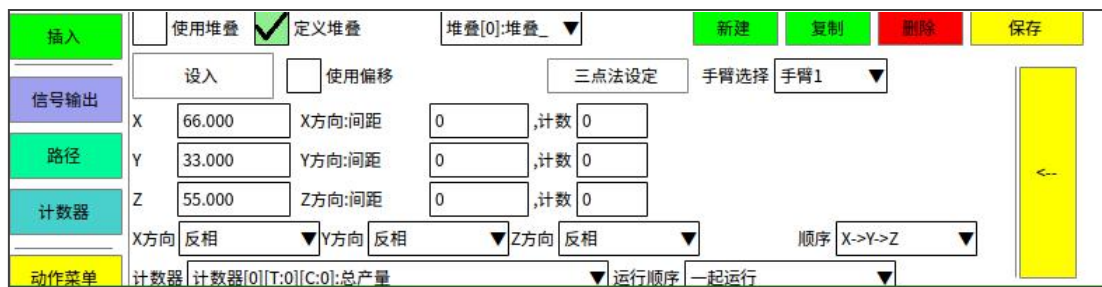 插入 使用堆叠 定义堆叠 堆叠[0]:堆叠_ ▼ 新建 复制 删除 保存
设入 使用偏移 三点法设定 手臂选择 手臂1 ▼
信号输出
X 66.000 X方向:间距 0 ,计数 0
路径 Y 33.000 Y方向:间距 0 ,计数 0
<--
Z 55.000 Z方向:间距 0 ,计数 0
计数器
X方向 反相 ▼ Y方向 反相 ▼ Z方向 反相 ▼ 顺序 X->Y->Z ▼
动作菜单 计数器 计数器[0][T:0][C:0]:总产量 ▼ 运行顺序 一起运行 ▼